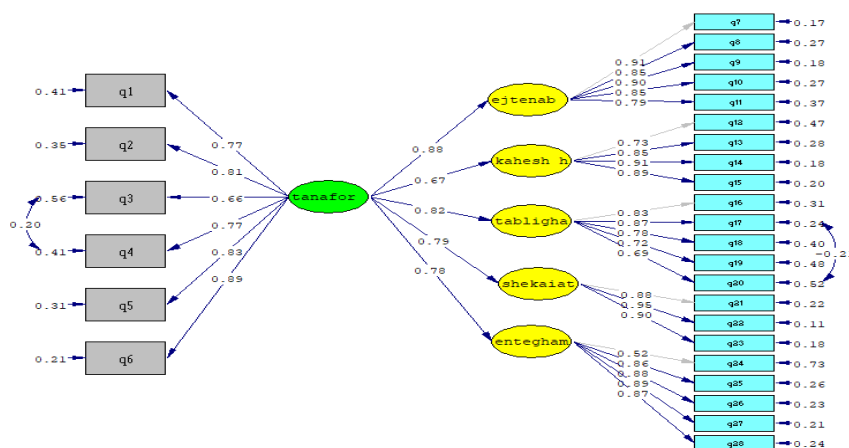 0.41 q1
0.35 q2
0.56 q3
0.20
0.41 q4
0.31 q5
0.21 q6
0.77
0.81
0.66
0.77
0.83
0.89
tanafor
0.88
0.67
0.82
0.79
0.78
ejtenab
kahesh h
tabligha
shekaiat
entegham
0.91
0.85
0.90
0.85
0.79
0.73
0.85
0.91
0.89
0.83
0.87
0.78
0.72
0.69
0.88
0.95
0.90
0.52
0.86
0.88
0.89
0.87
q7 0.17
q8 0.27
q9 0.18
q10 0.27
q11 0.37
q12 0.47
q13 0.28
q14 0.18
q15 0.20
q16 0.31
q17 0.24
q18 0.40
q19 0.48
q20 0.52
q21 0.22
q22 0.11
q23 0.18
q24 0.73
q25 0.26
q26 0.23
q27 0.21
q28 0.24